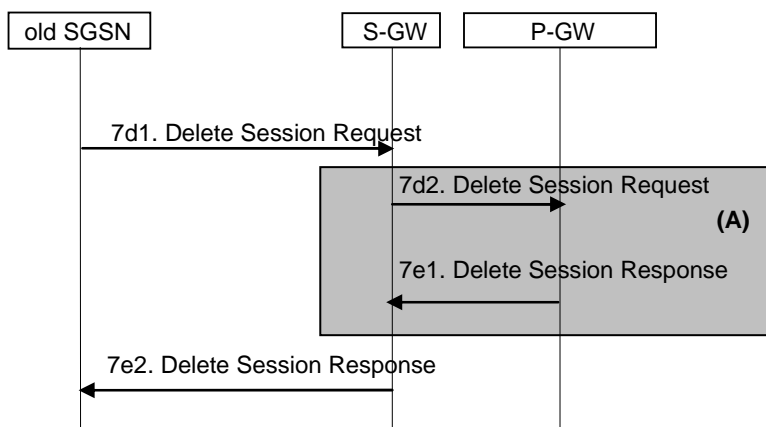 old SGSN
S-GW
P-GW
7d1. Delete Session Request
7d2. Delete Session Request
(A)
7e1. Delete Session Response
7e2. Delete Session Response